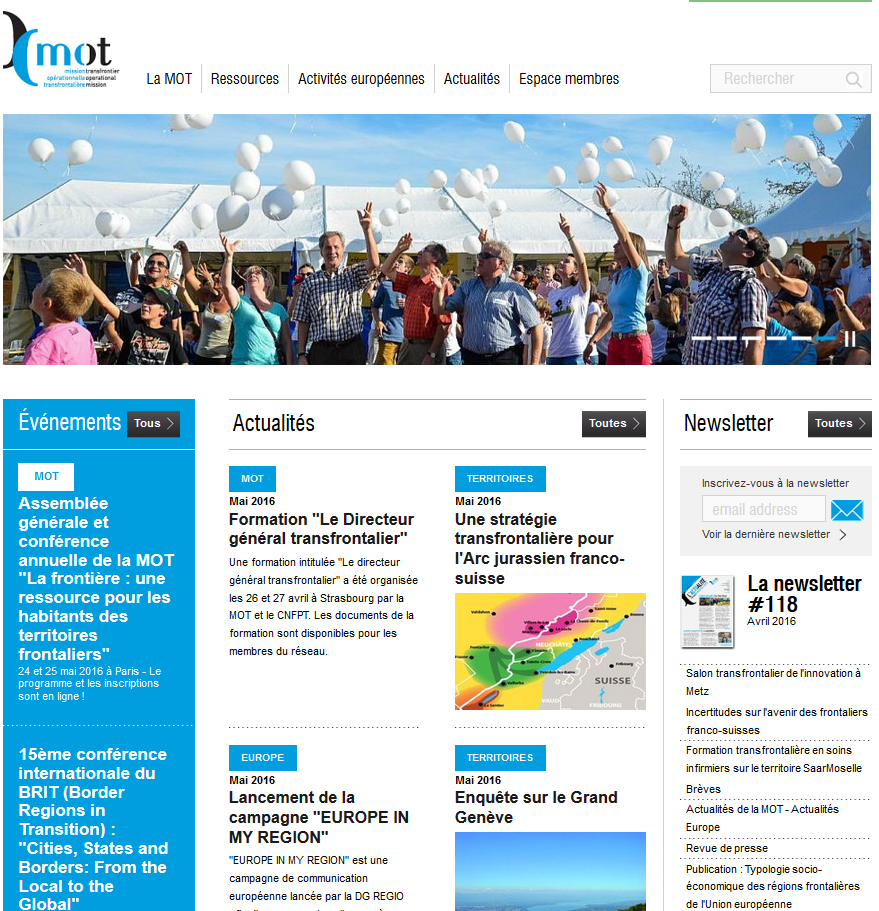 mot
mission transfrontier
opérationnelle operational
transfrontalière mission
La MOT
Ressources
Activités européennes
Actualités
Espace membres
Rechercher
Événements
Tous
MOT
Assemblée
générale et
conférence
annuelle de la MOT
"La frontière : une
ressource pour les
habitants des
territoires
frontaliers"
24 et 25 mai 2016 à Paris - Le
programme et les inscriptions
sont en ligne !
15ème conférence
internationale du
BRIT (Border
Regions in
Transition) :
"Cities, States and
Borders: From the
Local to the
Global"
Actualités
Toutes
MOT
Mai 2016
Formation "Le Directeur
général transfrontalier"
Une formation intitulée "Le directeur
général transfrontalier" a été organisée
les 26 et 27 avril à Strasbourg par la
MOT et le CNFPT. Les documents de la
formation sont disponibles pour les
membres du réseau.
TERRITOIRES
Mai 2016
Une stratégie
transfrontalière pour
l'Arc jurassien franco-
suisse
NEUCHÂTEL
SUISSE
VAUD
FRIBOURG
EUROPE
Mai 2016
Lancement de la
campagne "EUROPE IN
MY REGION"
"EUROPE IN MY REGION" est une
campagne de communication
européenne lancée par la DG REGIO
TERRITOIRES
Mai 2016
Enquête sur le Grand
Genève
Newsletter
Toutes
Inscrivez-vous à la newsletter
email address
Voir la dernière newsletter
La newsletter
#118
Avril 2016
Salon transfrontalier de l'innovation à
Metz
Incertitudes sur l'avenir des frontaliers
franco-suisses
Formation transfrontalière en soins
infirmiers sur le territoire SaarMoselle
Brèves
Actualités de la MOT - Actualités
Europe
Revue de presse
Publication : Typologie socio-
économique des régions frontalières
de l'Union européenne